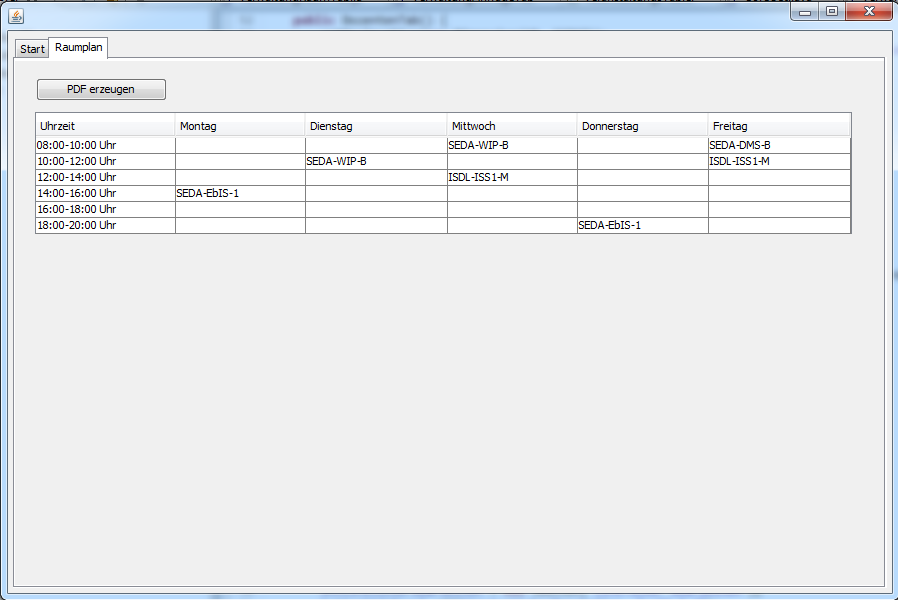 public DozentenTab() {
Start Raumplan
PDF erzeugen
Uhrzeit Montag Dienstag Mittwoch Donnerstag Freitag
08:00-10:00 Uhr SEDA-WIP-B SEDA-DMS-B
10:00-12:00 Uhr SEDA-WIP-B ISDL-ISS1-M
12:00-14:00 Uhr ISDL-ISS1-M
14:00-16:00 Uhr SEDA-EbIS-1
16:00-18:00 Uhr
18:00-20:00 Uhr SEDA-EbIS-1